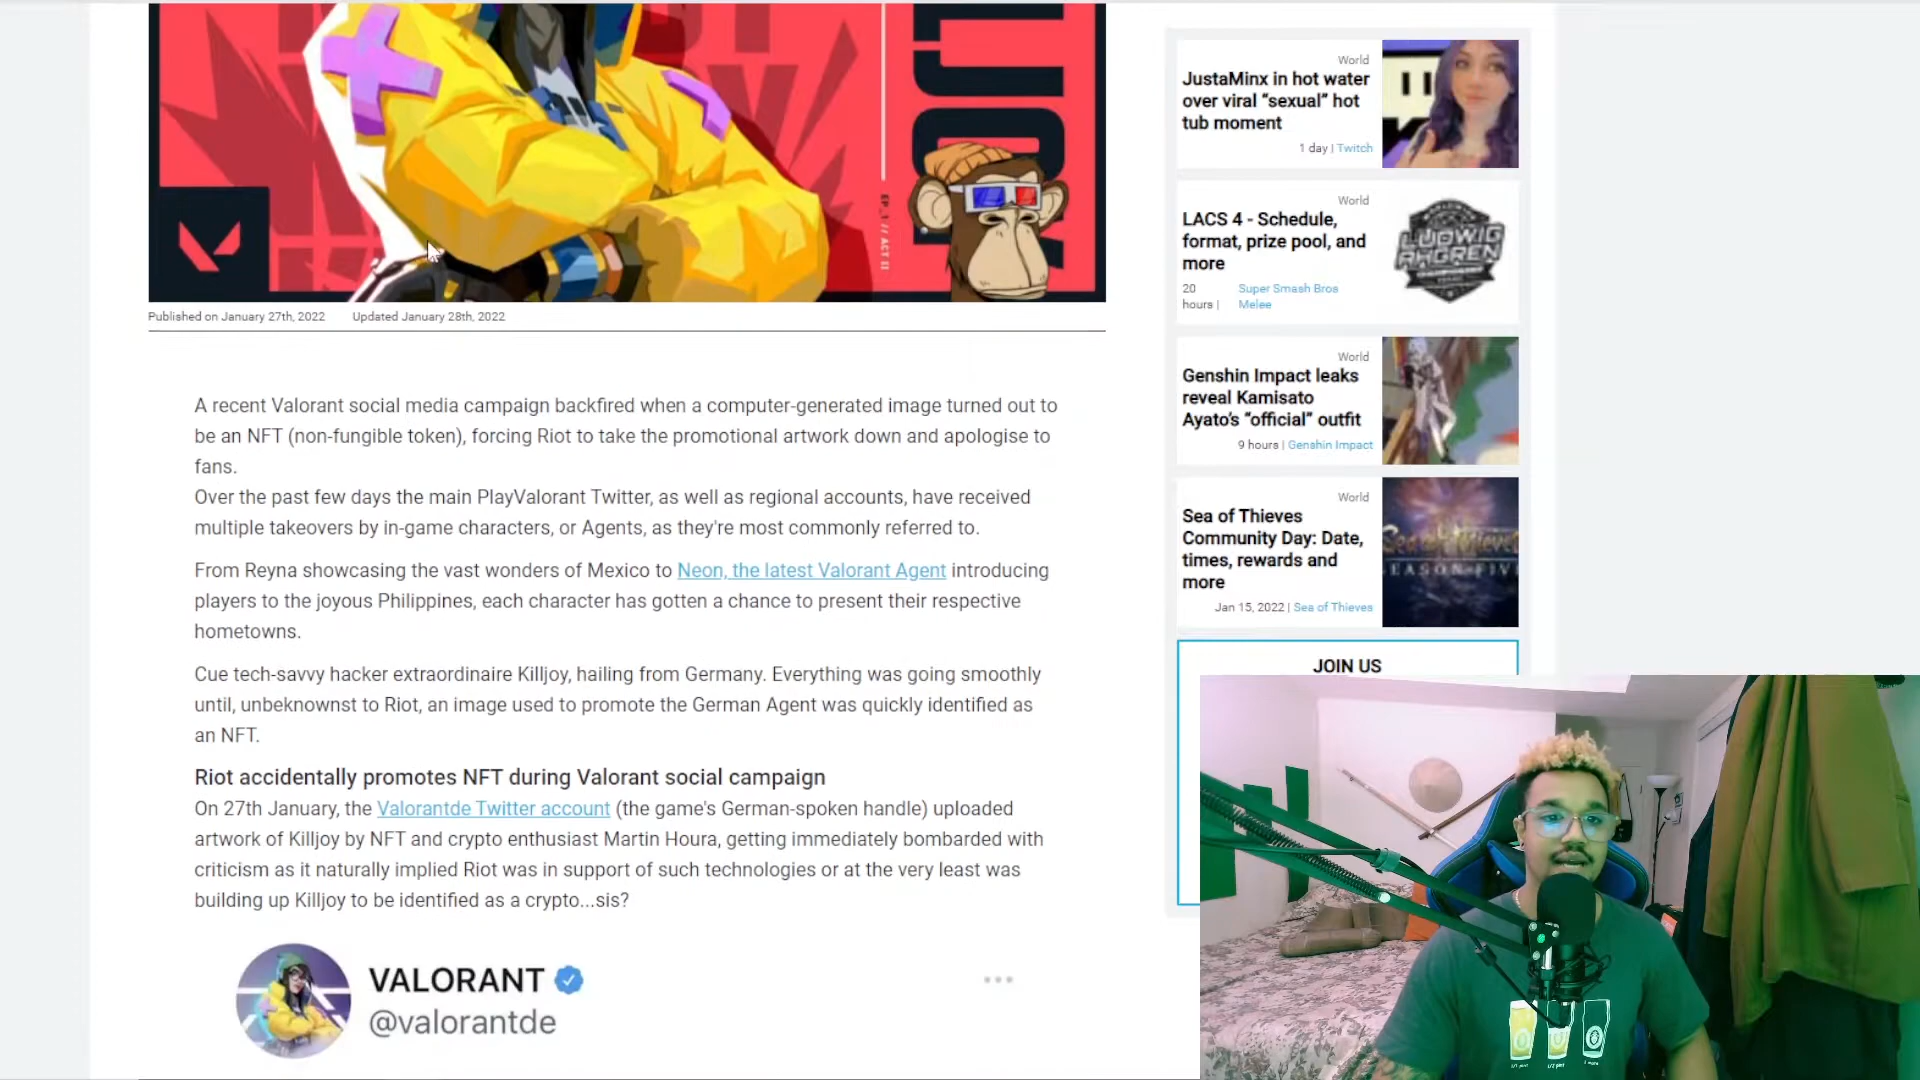 EP_1 // ACT II
Published on January 27th, 2022 Updated January 28th, 2022
A recent Valorant social media campaign backfired when a computer-generated image turned out to
be an NFT (non-fungible token), forcing Riot to take the promotional artwork down and apologise to
fans.
Over the past few days the main PlayValorant Twitter, as well as regional accounts, have received
multiple takeovers by in-game characters, or Agents, as they're most commonly referred to.
From Reyna showcasing the vast wonders of Mexico to Neon, the latest Valorant Agent introducing
players to the joyous Philippines, each character has gotten a chance to present their respective
hometowns.
Cue tech-savvy hacker extraordinaire Killjoy, hailing from Germany. Everything was going smoothly
until, unbeknownst to Riot, an image used to promote the German Agent was quickly identified as
an NFT.
Riot accidentally promotes NFT during Valorant social campaign
On 27th January, the Valorantde Twitter account (the game's German-spoken handle) uploaded
artwork of Killjoy by NFT and crypto enthusiast Martin Houra, getting immediately bombarded with
criticism as it naturally implied Riot was in support of such technologies or at the very least was
building up Killjoy to be identified as a crypto...sis?
VALORANT
@valorantde
World
JustaMinx in hot water
over viral “sexual” hot
tub moment
1 day | Twitch
World
LACS 4 - Schedule,
format, prize pool, and
more
20 Super Smash Bros
hours | Melee
LUDWIG
AHGREN
World
Genshin Impact leaks
reveal Kamisato
Ayato’s “official” outfit
9 hours | Genshin Impact
World
Sea of Thieves
Community Day: Date,
times, rewards and
more
Jan 15, 2022 | Sea of Thieves
Sea of Thieves
SEASON FIVE
JOIN US